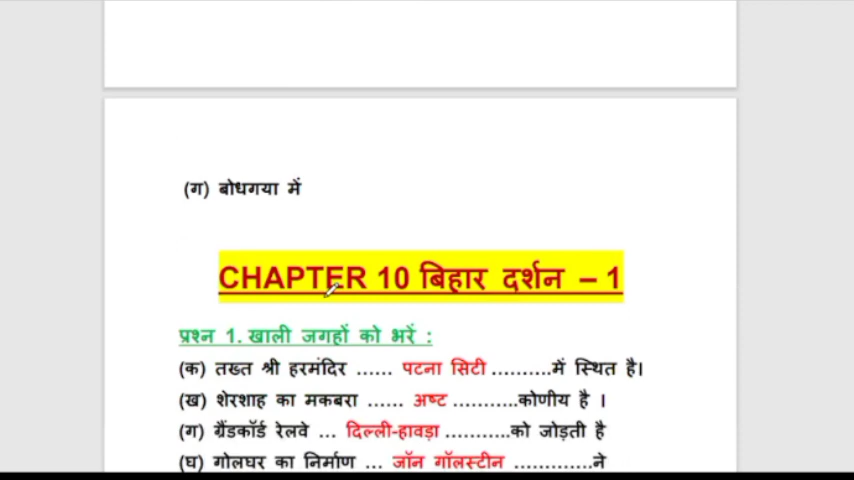 (ग) बोधगया में
CHAPTER 10 बिहार दर्शन – 1
प्रश्न 1. खाली जगहों को भरें :
(क) तख्त श्री हरमंदिर ...... पटना सिटी ..........में स्थित है।
(ख) शेरशाह का मकबरा ...... अष्ट ...........कोणीय है ।
(ग) ग्रैंडकॉर्ड रेलवे ... दिल्ली-हावड़ा ...........को जोड़ती है
(घ) गोलघर का निर्माण ... जॉन गॉलस्टीन .............ने